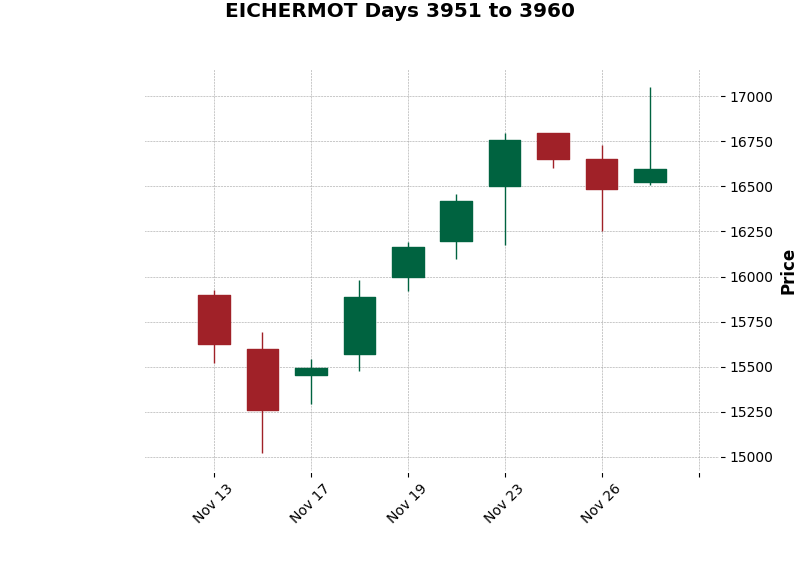 EICHERMOT Days 3951 to 3960
17000
16750
16500
16250
16000
15750
15500
15250
15000
Price
Nov 13
Nov 17
Nov 19
Nov 23
Nov 26